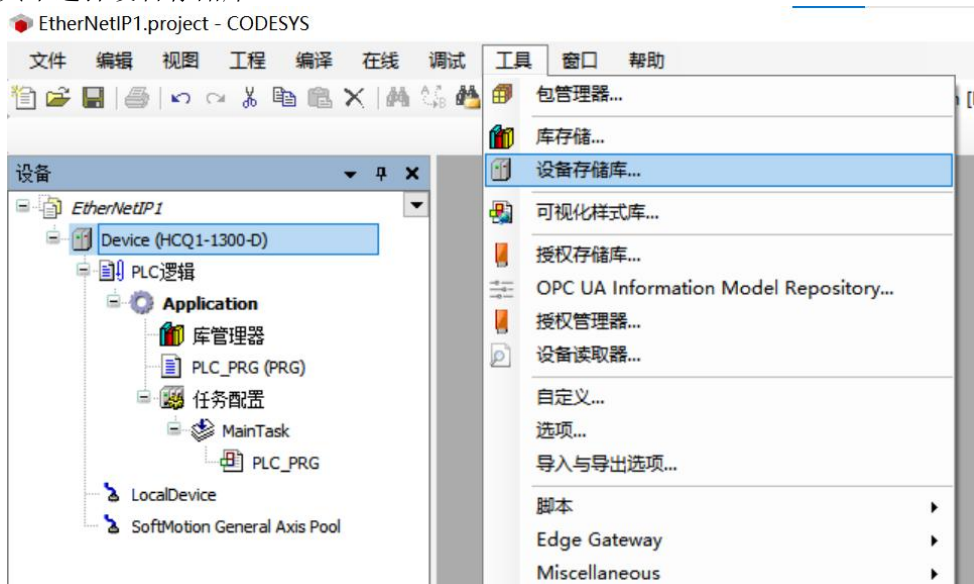 EtherNetIP1.project - CODESYS
文件 编辑 视图 工程 编译 在线 调试 工具 窗口 帮助
包管理器...
库存储...
设备存储库...
可视化样式库...
授权存储库...
OPC UA Information Model Repository...
授权管理器...
设备读取器...
自定义...
选项...
导入与导出选项...
脚本
Edge Gateway
Miscellaneous
设备
EtherNetIP1
Device (HCQ1-1300-D)
PLC逻辑
Application
库管理器
PLC_PRG (PRG)
任务配置
MainTask
PLC_PRG
LocalDevice
SoftMotion General Axis Pool